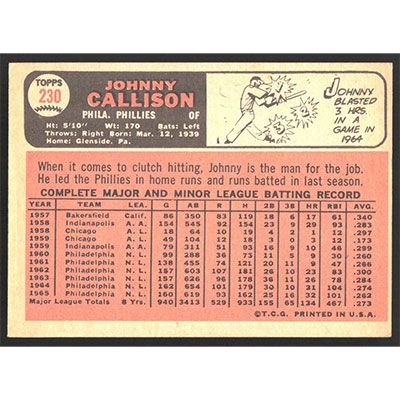 TOPPS
230
JOHNNY
CALLISON
PHILA. PHILLIES OF
Ht: 5'10" Wt: 170 Bats: Left
Throws: Right Born: Mar. 12, 1939
Home: Glenside, Pa.
JOHNNY
BLASTED
3 HRS.
IN A
GAME IN
1964
When it comes to clutch hitting, Johnny is the man for the job.
He led the Phillies in home runs and runs batted in last season.
COMPLETE MAJOR AND MINOR LEAGUE BATTING RECORD
YEAR TEAM LEA. G AB R H 2B 3B HR RBI AVG.
1957 Bakersfield Calif. 86 350 83 119 18 6 17 61 .340
1958 Indianapolis A. A. 154 545 92 154 23 9 29 93 .283
1958 Chicago A. L. 18 64 10 19 4 2 1 12 .297
1959 Chicago A. L. 49 104 12 18 3 0 3 12 .173
1959 Indianapolis A. A. 79 311 51 93 16 4 10 46 .299
1960 Philadelphia N. L. 99 288 36 75 11 5 9 30 .260
1961 Philadelphia N. L. 138 455 74 121 20 11 9 47 .266
1962 Philadelphia N. L. 157 603 107 181 26 10 23 83 .300
1963 Philadelphia N. L. 157 626 96 178 36 11 26 78 .284
1964 Philadelphia N. L. 162 654 101 179 30 10 31 104 .274
1965 Philadelphia N. L. 160 619 93 162 25 16 32 101 .262
Major League Totals 8 Yrs. 940 3413 529 933 155 65 134 467 .273
©T.C.G. PRINTED IN U.S.A.